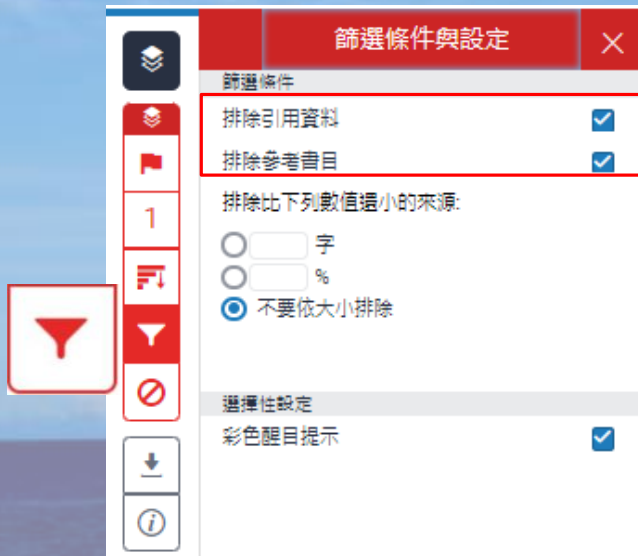 篩選條件與設定
篩選條件
排除引用資料
排除參考書目
1
排除比下列數值還小的來源:
字
%
不要依大小排除
選擇性設定
彩色醒目提示